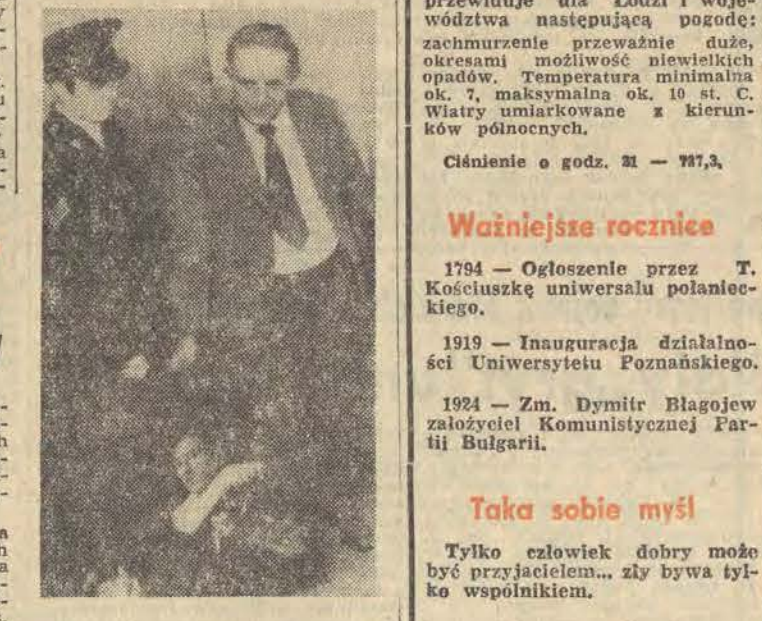 przewiduje dla Łodzi i woje-
wództwa następującą pogodę:
zachmurzenie przeważnie duże,
okresami możliwość niewielkich
opadów. Temperatura minimalna
ok. 7, maksymalna ok. 10 st. C.
Wiatry umiarkowane z kierun-
ków północnych.
Ciśnienie o godz. 21 — 737,3,
Ważniejsze rocznice
1794 — Ogłoszenie przez T.
Kościuszkę uniwersału połaniec-
kiego.
1919 — Inauguracja działalno-
ści Uniwersytetu Poznańskiego.
1924 — Zm. Dymitr Błagojew
założyciel Komunistycznej Par-
tii Bułgarii.
Taka sobie myśl
Tylko człowiek dobry może
być przyjacielem... zły bywa tyl-
ko wspólnikiem.